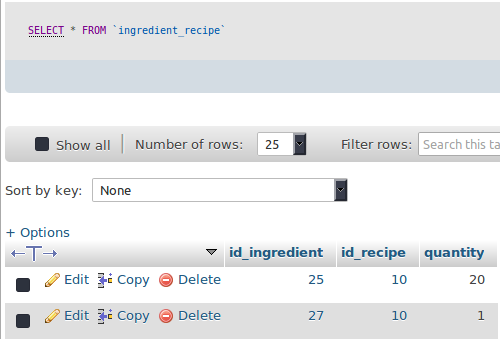 SELECT * FROM `ingredient_recipe`
Show all Number of rows: 25 Filter rows: Search this ta
Sort by key: None
+ Options
id_ingredient id_recipe quantity
Edit Copy Delete 25 10 20
Edit Copy Delete 27 10 1